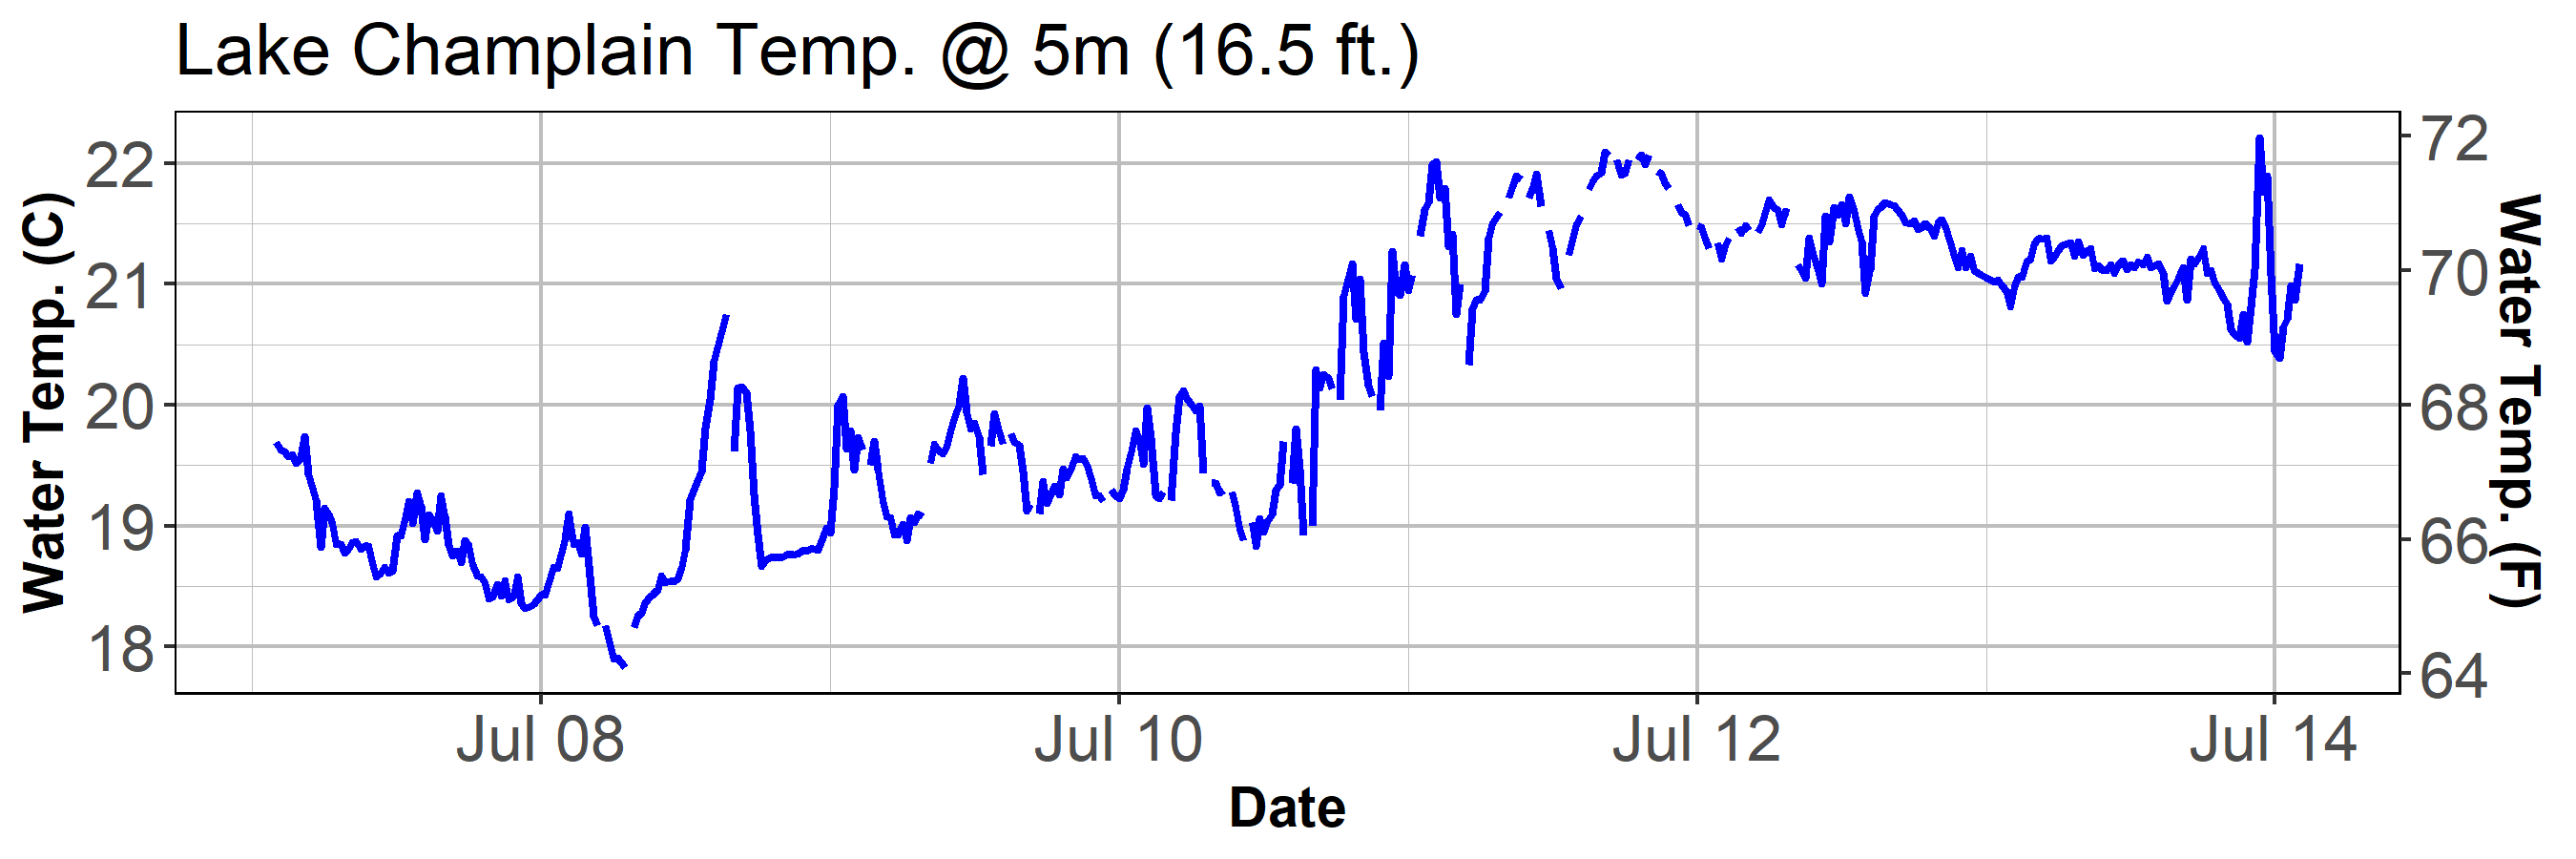 Lake Champlain Temp. @ 5m (16.5 ft.)
Water Temp. (C)
22
21
20
19
18
72
70
68
66
64
Water Temp. (F)
Jul 08
Jul 10
Jul 12
Jul 14
Date